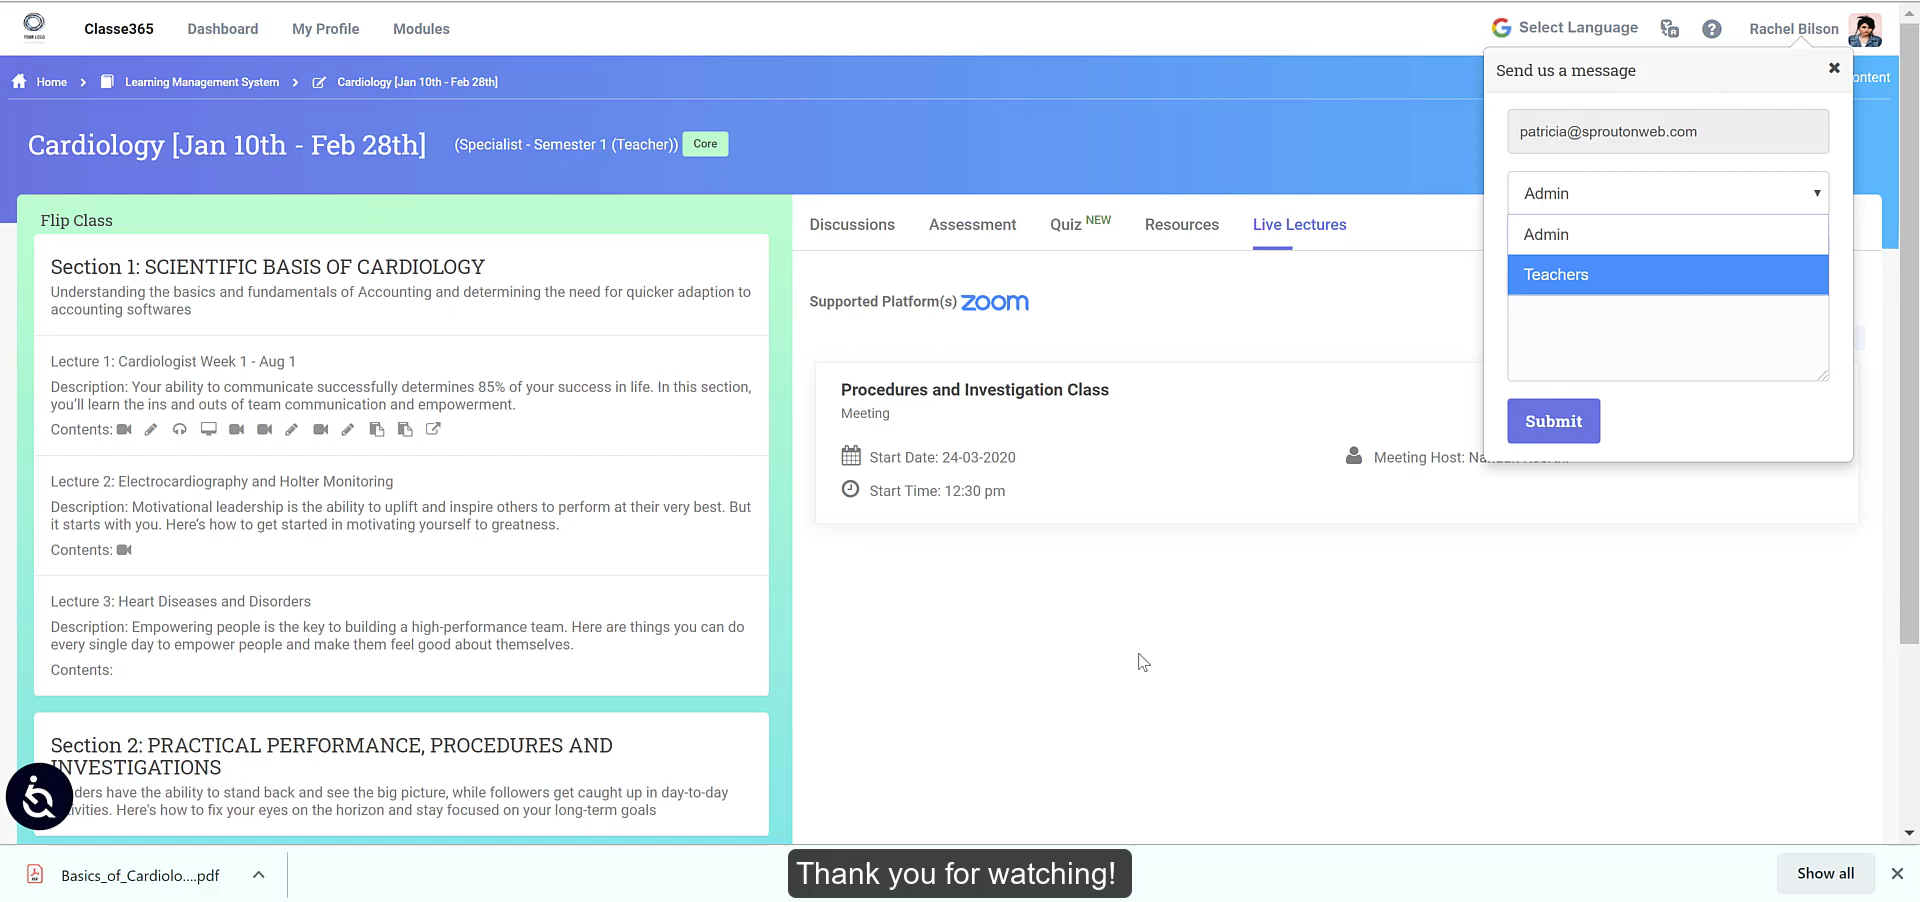 YOUR LOGO
Classe365
Dashboard
My Profile
Modules
Select Language
Rachel Bilson
Home
Learning Management System
Cardiology [Jan 10th - Feb 28th]
ontent
Cardiology [Jan 10th - Feb 28th]
(Specialist - Semester 1 (Teacher))
Core
Send us a message
patricia@sproutonweb.com
Admin
Admin
Teachers
Submit
Flip Class
Section 1: SCIENTIFIC BASIS OF CARDIOLOGY
Understanding the basics and fundamentals of Accounting and determining the need for quicker adaption to
accounting softwares
Lecture 1: Cardiologist Week 1 - Aug 1
Description: Your ability to communicate successfully determines 85% of your success in life. In this section,
you’ll learn the ins and outs of team communication and empowerment.
Contents:
Lecture 2: Electrocardiography and Holter Monitoring
Description: Motivational leadership is the ability to uplift and inspire others to perform at their very best. But
it starts with you. Here’s how to get started in motivating yourself to greatness.
Contents:
Lecture 3: Heart Diseases and Disorders
Description: Empowering people is the key to building a high-performance team. Here are things you can do
every single day to empower people and make them feel good about themselves.
Contents:
Section 2: PRACTICAL PERFORMANCE, PROCEDURES AND
INVESTIGATIONS
ders have the ability to stand back and see the big picture, while followers get caught up in day-to-day
ivities. Here's how to fix your eyes on the horizon and stay focused on your long-term goals
Discussions
Assessment
Quiz NEW
Resources
Live Lectures
Supported Platform(s) zoom
Procedures and Investigation Class
Meeting
Start Date: 24-03-2020
Meeting Host:
Start Time: 12:30 pm
Basics_of_Cardiolo....pdf
Thank you for watching!
Show all